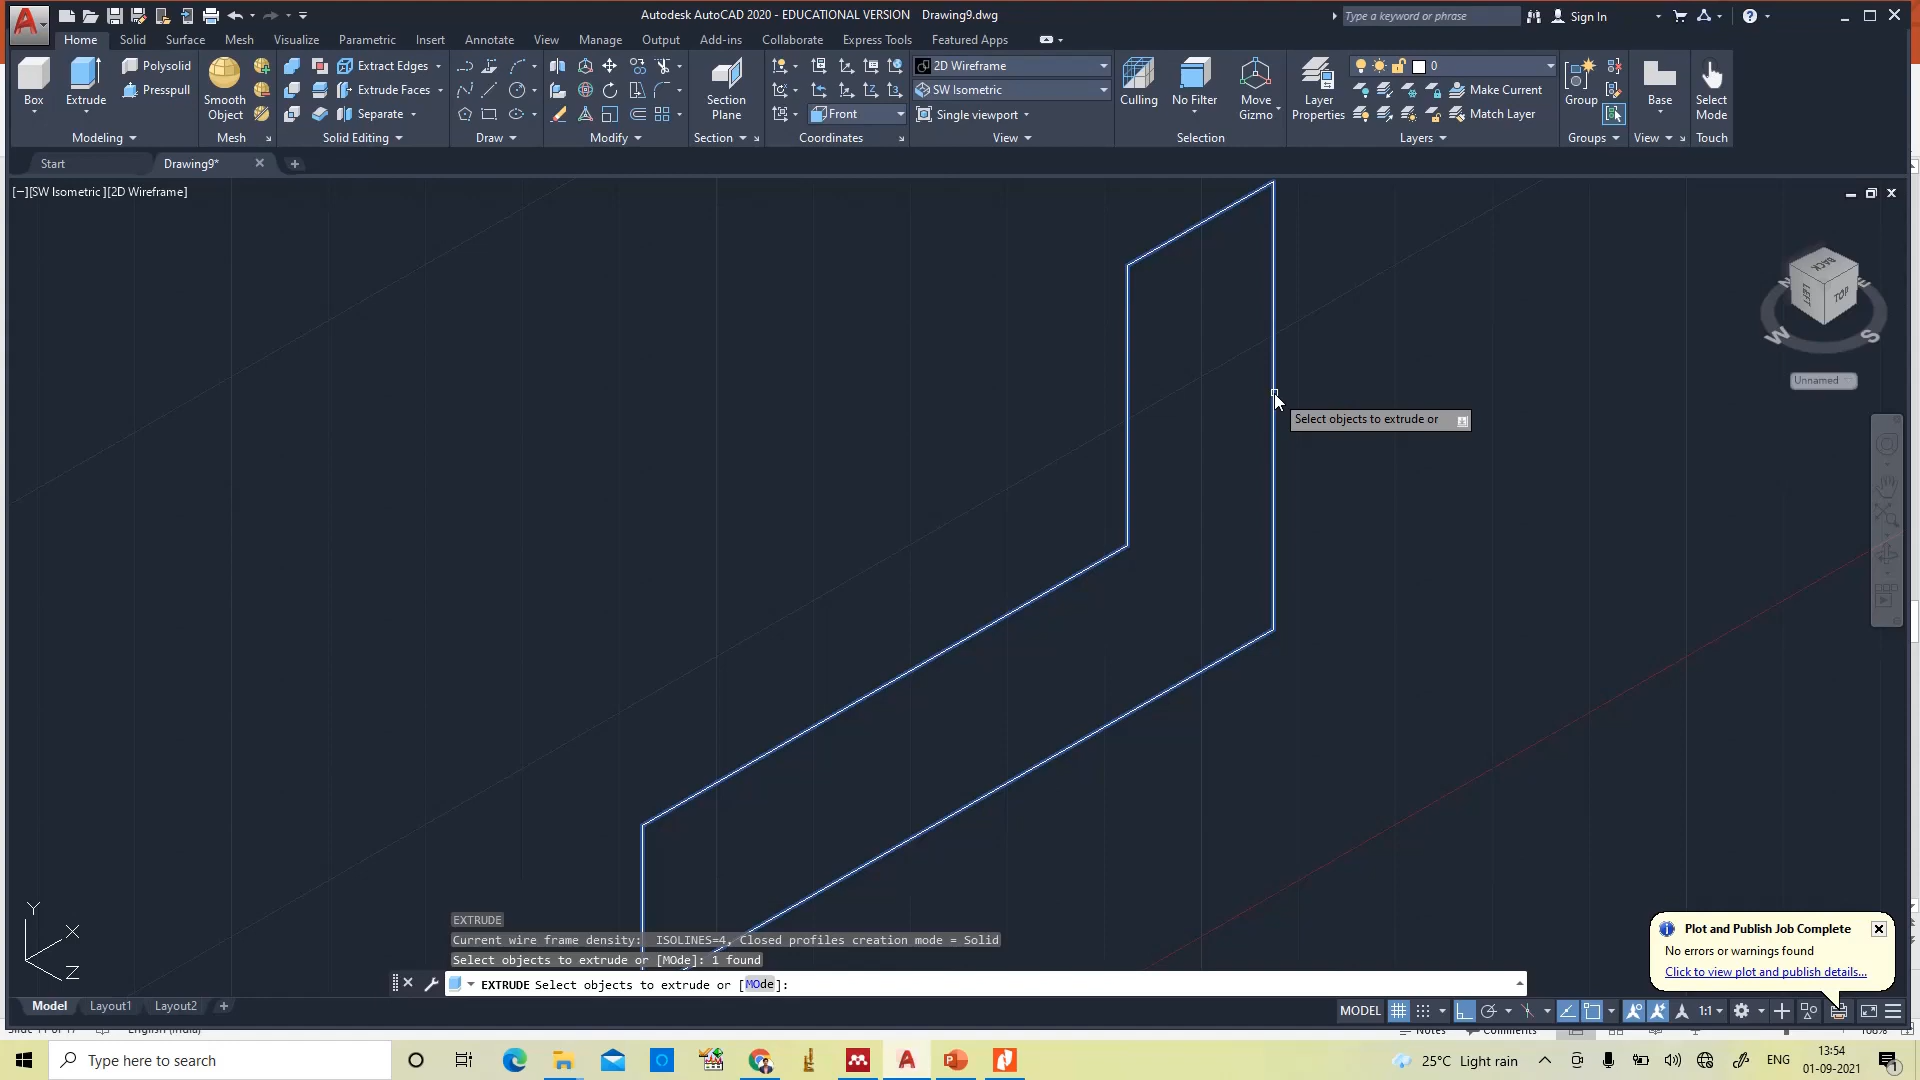 Autodesk AutoCAD 2020 - EDUCATIONAL VERSION Drawing9.dwg
Type a keyword or phrase
Sign In
Home Solid Surface Mesh Visualize Parametric Insert Annotate View Manage Output Add-ins Collaborate Express Tools Featured Apps
Box
Extrude
Polysolid
Presspull
Modeling
Smooth
Object
Mesh
Extract Edges
Extrude Faces
Separate
Solid Editing
Draw
Modify
Section
Plane
Section
Front
Coordinates
2D Wireframe
SW Isometric
Single viewport
View
Culling
No Filter
Move
Gizmo
Selection
Layer
Properties
0
Make Current
Match Layer
Layers
Group
Groups
Base
View
Select
Mode
Touch
Start
Drawing9*
[−][SW Isometric][2D Wireframe]
BACK
LEFT
TOP
N
E
W
S
Unnamed
Select objects to extrude or
Y
X
Z
EXTRUDE
Current wire frame density: ISOLINES=4, Closed profiles creation mode = Solid
Select objects to extrude or [MOde]: 1 found
EXTRUDE Select objects to extrude or [MOde]:
Plot and Publish Job Complete
No errors or warnings found
Click to view plot and publish details...
Model Layout1 Layout2
MODEL
1:1
Notes
Comments
Type here to search
25°C Light rain
ENG
13:54
01-09-2021
1